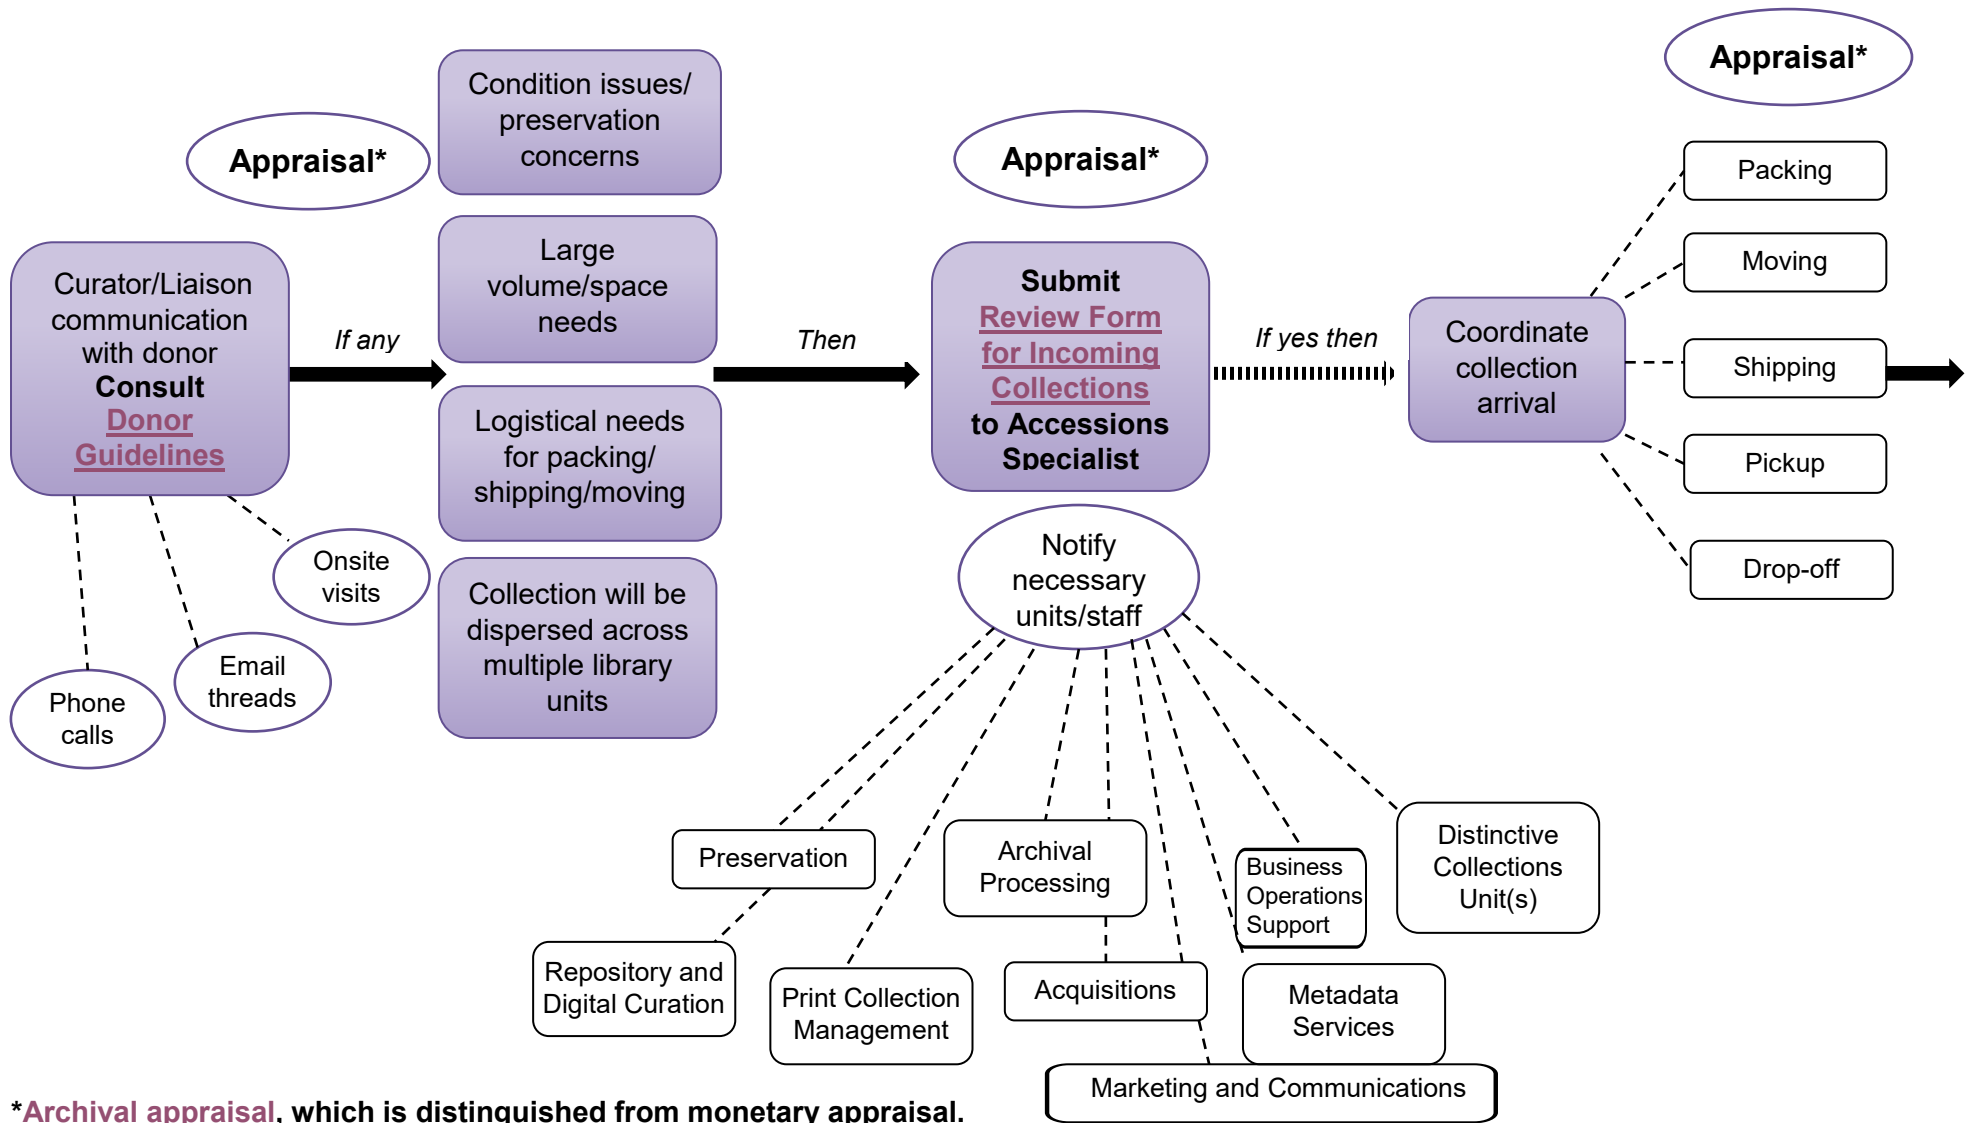 Appraisal*
Curator/Liaison
communication
with donor
Consult
Donor
Guidelines
Phone
calls
Email
threads
Onsite
visits
If any
Condition issues/
preservation
concerns
Large
volume/space
needs
Logistical needs
for packing/
shipping/moving
Collection will be
dispersed across
multiple library
units
Then
Appraisal*
Submit
Review Form
for Incoming
Collections
to Accessions
Specialist
Notify
necessary
units/staff
Preservation
Repository and
Digital Curation
Print Collection
Management
Archival
Processing
Acquisitions
Business
Operations
Support
Metadata
Services
Marketing and Communications
Distinctive
Collections
Unit(s)
If yes then
Coordinate
collection
arrival
Appraisal*
Packing
Moving
Shipping
Pickup
Drop-off
*Archival appraisal, which is distinguished from monetary appraisal.